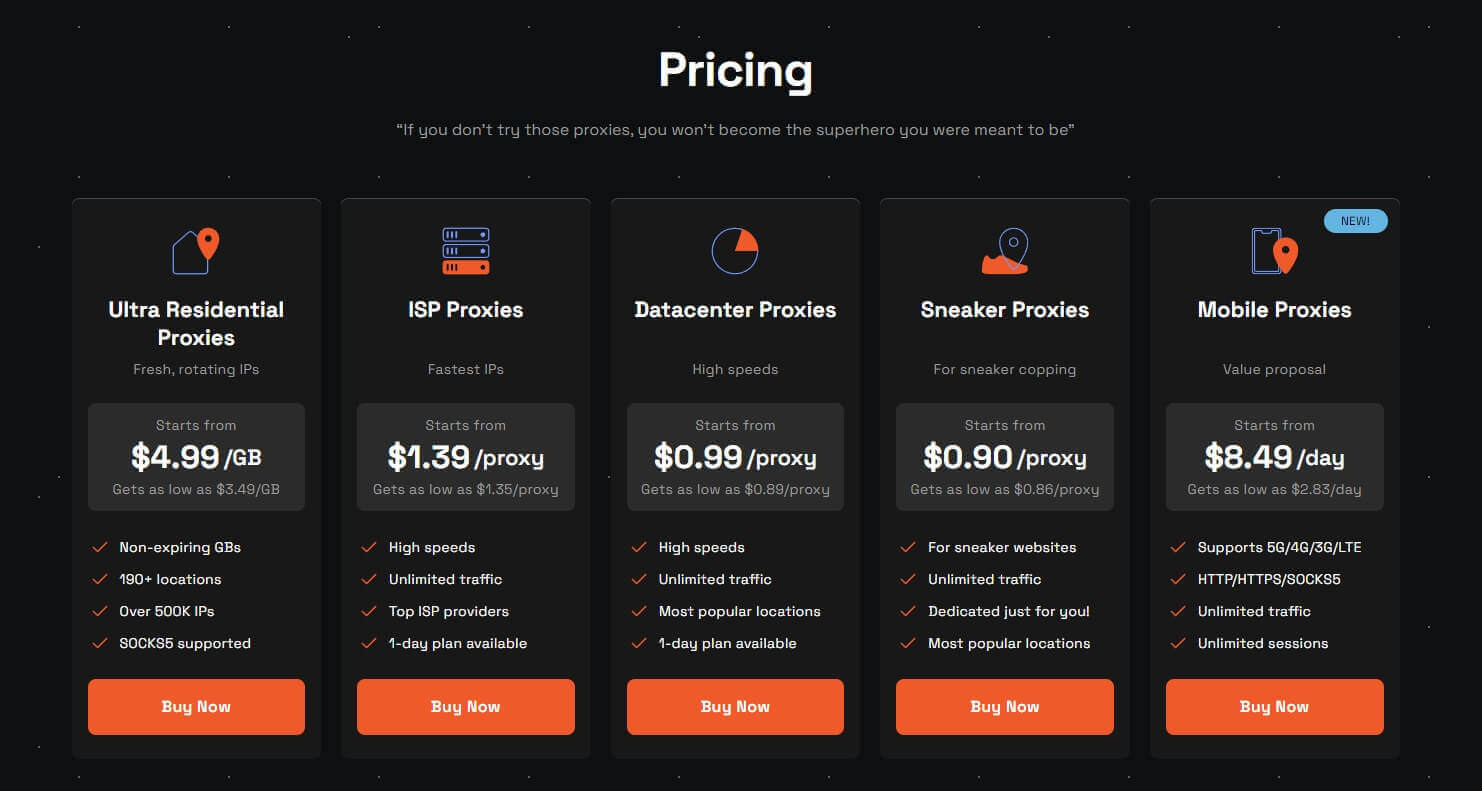 Pricing
“If you don’t try those proxies, you won’t become the superhero you were meant to be”
Ultra Residential
Proxies
Fresh, rotating IPs
Starts from
$4.99 /GB
Gets as low as $3.49/GB
Non-expiring GBs
190+ locations
Over 500K IPs
SOCKS5 supported
Buy Now
ISP Proxies
Fastest IPs
Starts from
$1.39 /proxy
Gets as low as $1.35/proxy
High speeds
Unlimited traffic
Top ISP providers
1-day plan available
Buy Now
Datacenter Proxies
High speeds
Starts from
$0.99 /proxy
Gets as low as $0.89/proxy
High speeds
Unlimited traffic
Most popular locations
1-day plan available
Buy Now
Sneaker Proxies
For sneaker copping
Starts from
$0.90 /proxy
Gets as low as $0.86/proxy
For sneaker websites
Unlimited traffic
Dedicated just for you!
Most popular locations
Buy Now
NEW!
Mobile Proxies
Value proposal
Starts from
$8.49 /day
Gets as low as $2.83/day
Supports 5G/4G/3G/LTE
HTTP/HTTPS/SOCKS5
Unlimited traffic
Unlimited sessions
Buy Now